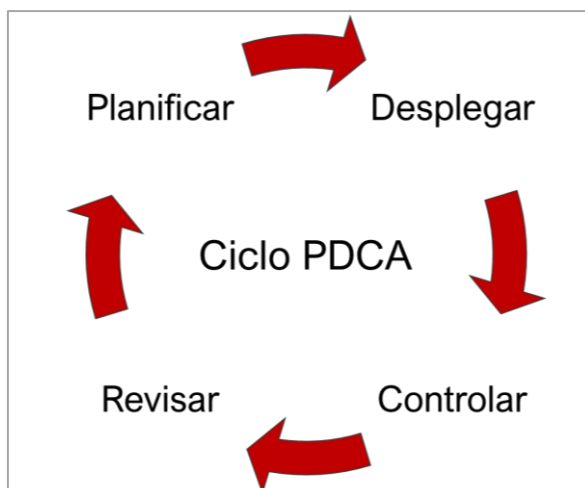 Planificar
Desplegar
Ciclo PDCA
Revisar
Controlar